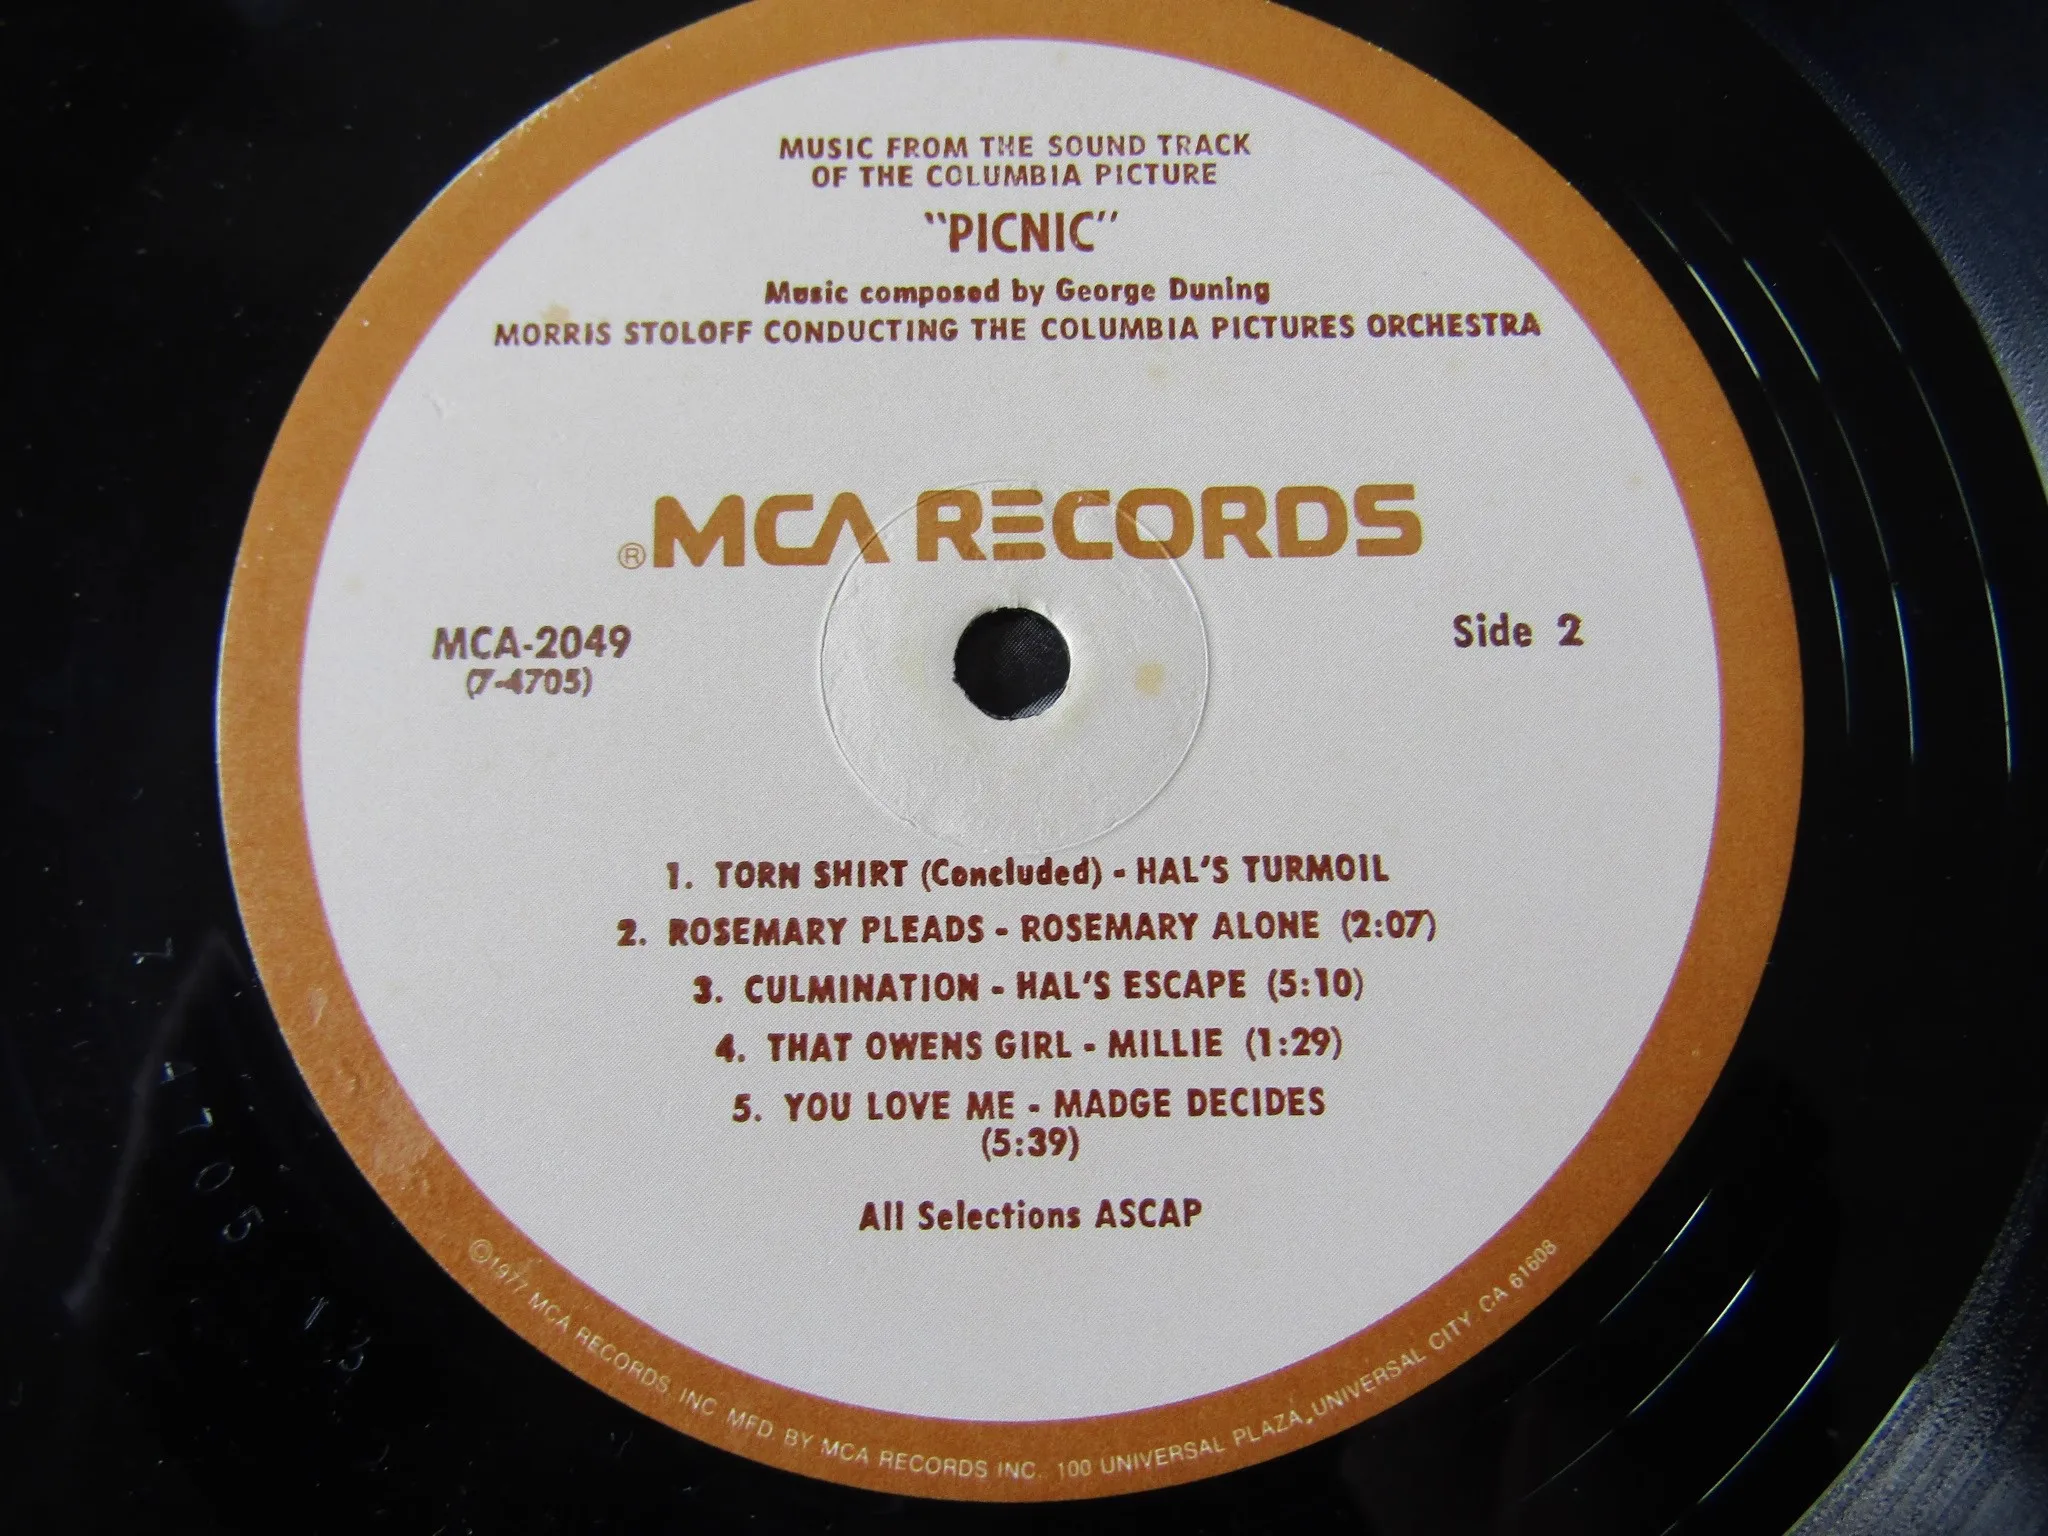 MUSIC FROM THE SOUND TRACK
OF THE COLUMBIA PICTURE
"PICNIC"
Music composed by George Duning
MORRIS STOLOFF CONDUCTING THE COLUMBIA PICTURES ORCHESTRA
® MCA RECORDS
MCA-2049
(7-4705)
Side 2
1. TORN SHIRT (Concluded) - HAL'S TURMOIL
2. ROSEMARY PLEADS - ROSEMARY ALONE (2:07)
3. CULMINATION - HAL'S ESCAPE (5:10)
4. THAT OWENS GIRL - MILLIE (1:29)
5. YOU LOVE ME - MADGE DECIDES
(5:39)
All Selections ASCAP
©1977 MCA RECORDS, INC. MFD. BY MCA RECORDS INC. 100 UNIVERSAL PLAZA, UNIVERSAL CITY, CA 61608